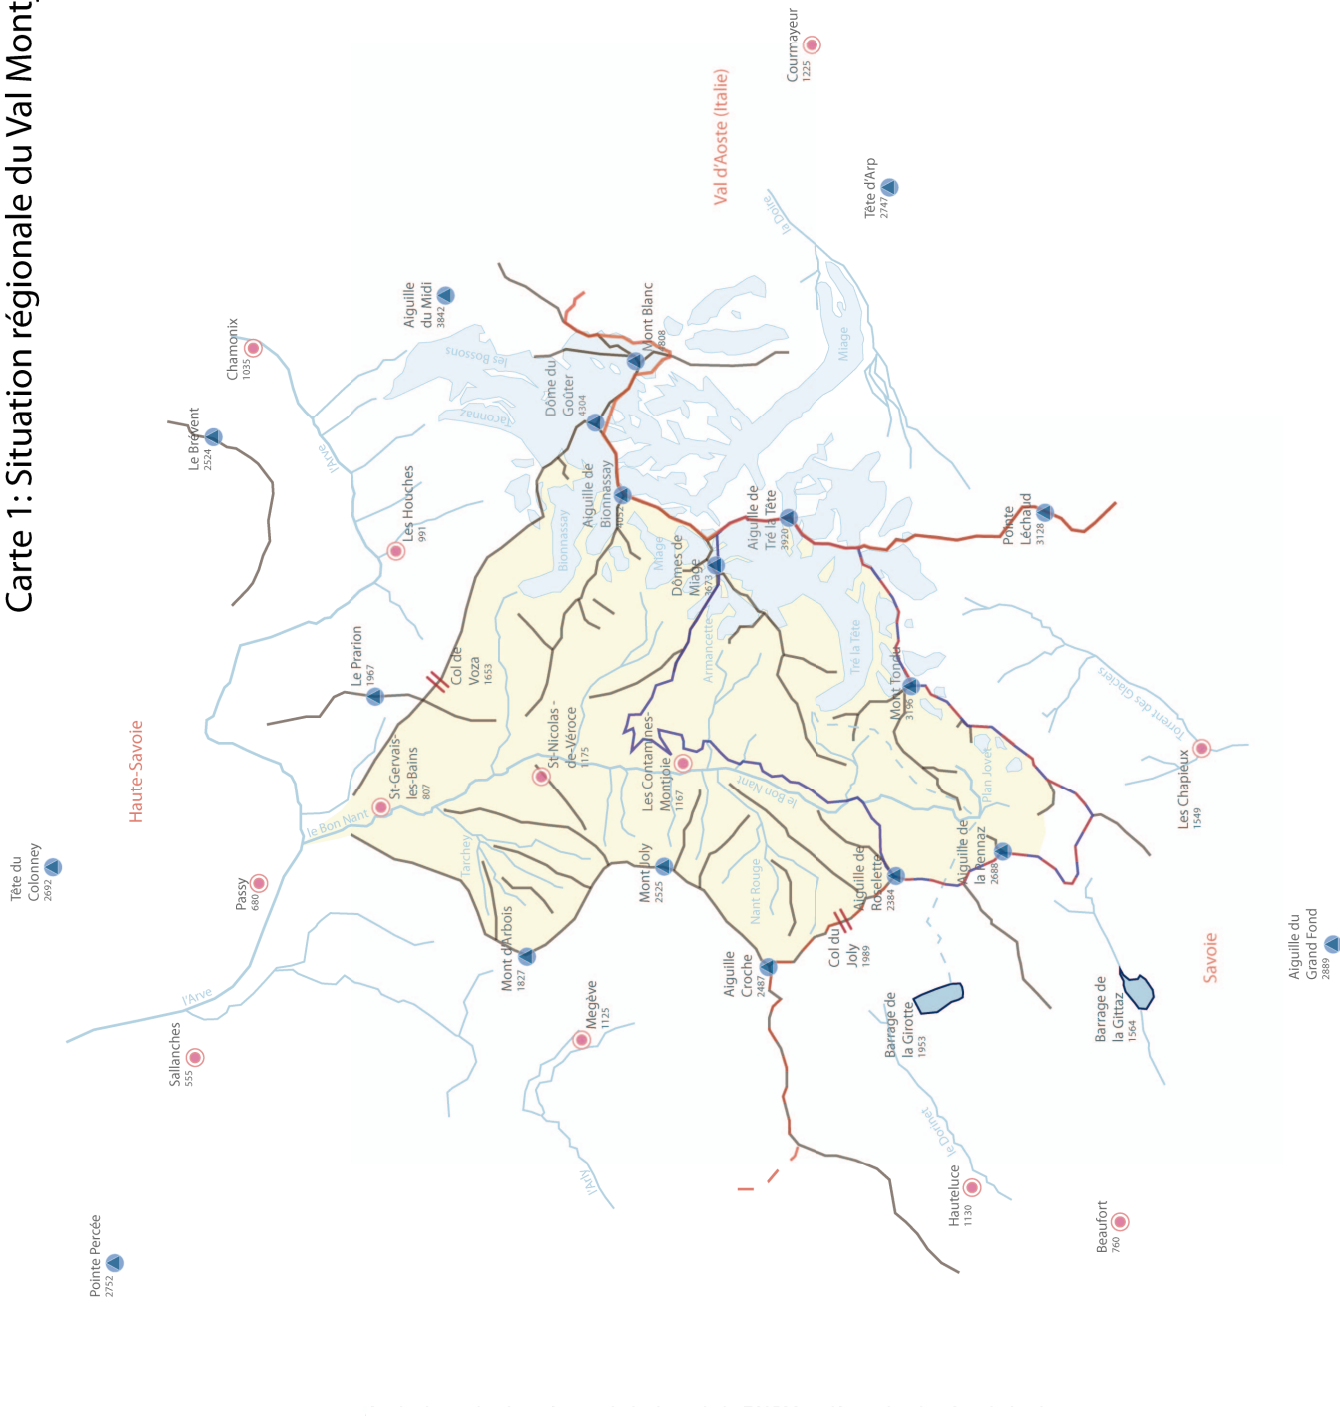 Carte 1: Situation régionale du Val Mont
Pointe Percée
2752
Sallanches
555
l'Arve
Tête du
Colonney
2692
Passy
680
Haute-Savoie
le Bon Nant
St-Gervais-
les-Bains
807
Le Prarion
1967
Col de
Voza
1653
Le Brévent
2524
Chamonix
1035
l'Arve
Les Houches
991
Aiguille
du Midi
3842
les Bossons
Taconnaz
Dôme du
Goûter
4304
Mont Blanc
808
Aiguille de
Bionnassay
4052
Bionnassay
Miage
Dômes de
Miage
3673
Aiguille de
Tré la Tête
3920
Miage
Val d'Aoste (Italie)
Courmayeur
1225
la Doire
Tête d'Arp
2747
Pointe
Léchaud
3128
Armancette
Tré la Tête
Mont Tondu
3196
Torrent des Glaciers
Les Chapieux
1549
Plan Jovet
Aiguille de
la Pennaz
2688
Aiguille de
Roselette
2384
le Bon Nant
Les Contamines-
Montjoie
1167
St-Nicolas -
de-Véroce
1175
Tarchey
Mont Joly
2525
Nant Rouge
Mont d'Arbois
1827
Aiguille
Croche
2487
Col du
Joly
1989
Megève
1125
l'Arly
Barrage de
la Girotte
1953
Barrage de
la Gittaz
1564
Savoie
Aiguille du
Grand Fond
2889
le Dorinet
Hauteluce
1130
Beaufort
760